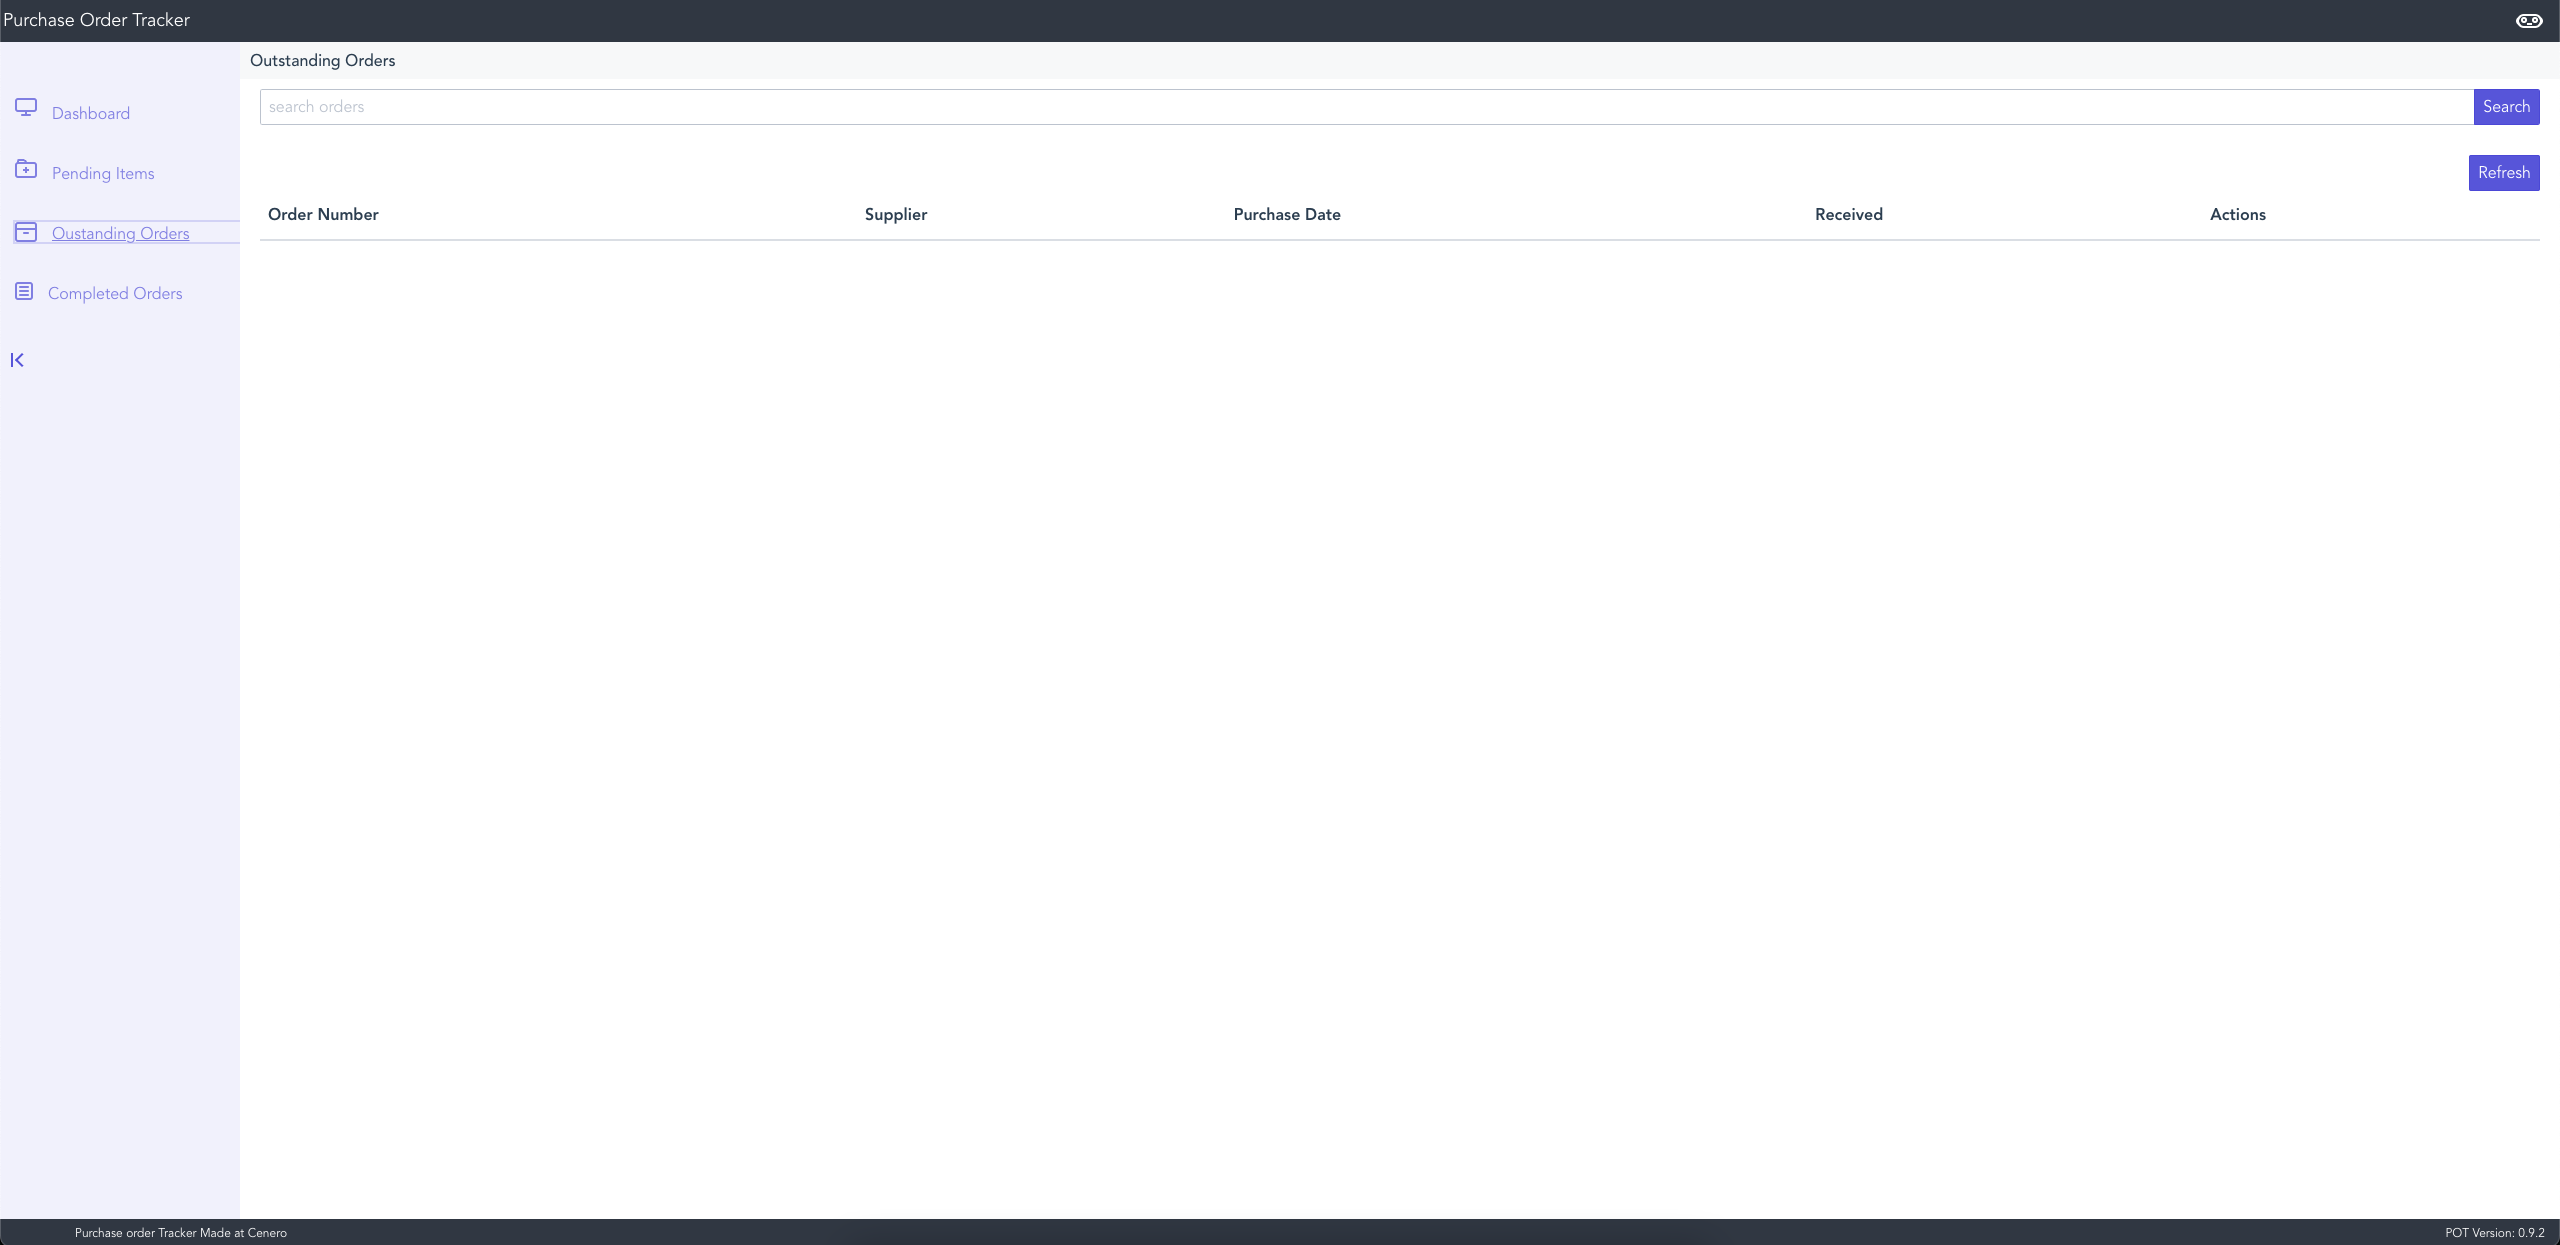 Purchase Order Tracker
Outstanding Orders
search orders
Search
Dashboard
Pending Items
Refresh
Order Number Supplier Purchase Date Received Actions
Oustanding Orders
Completed Orders
Purchase order Tracker Made at Cenero
POT Version: 0.9.2